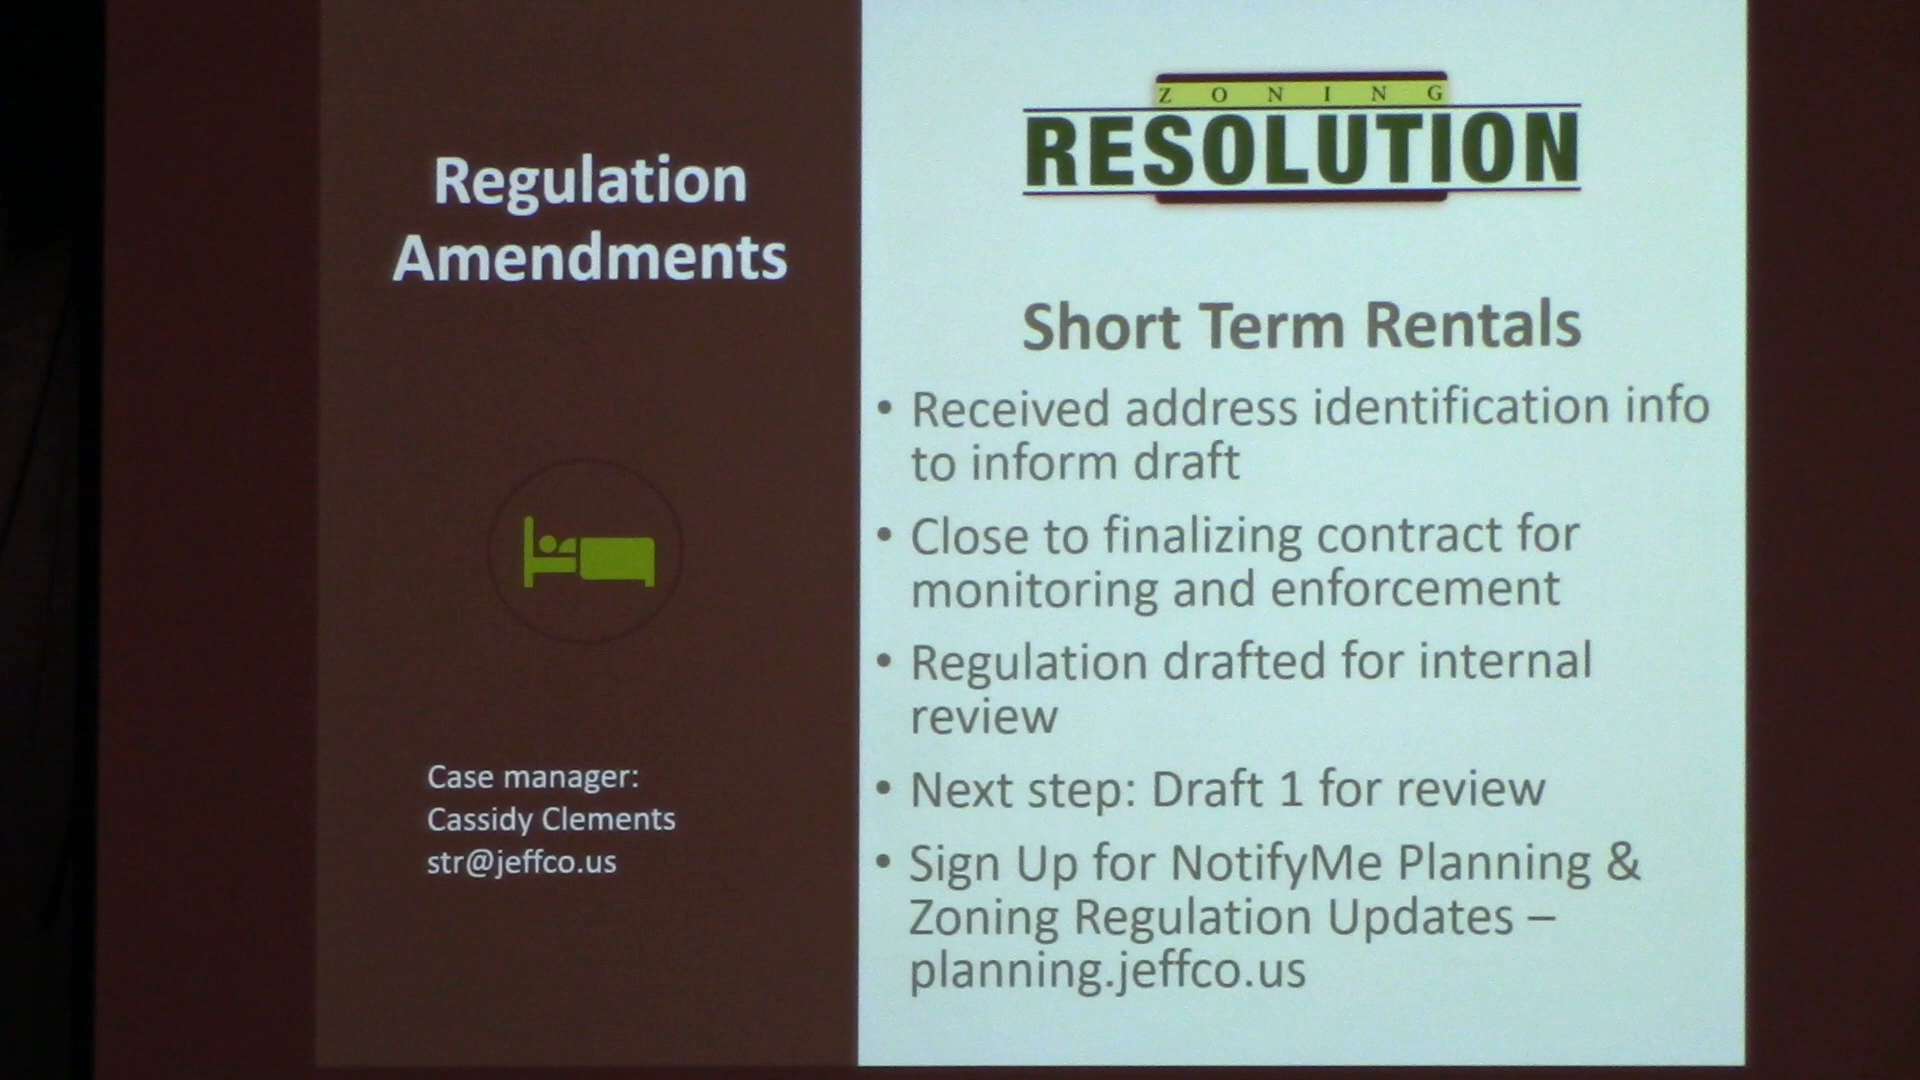 Regulation
Amendments
Case manager:
Cassidy Clements
str@jeffco.us
ZONING
RESOLUTION
Short Term Rentals
• Received address identification info
to inform draft
• Close to finalizing contract for
monitoring and enforcement
• Regulation drafted for internal
review
• Next step: Draft 1 for review
• Sign Up for NotifyMe Planning &
Zoning Regulation Updates –
planning.jeffco.us